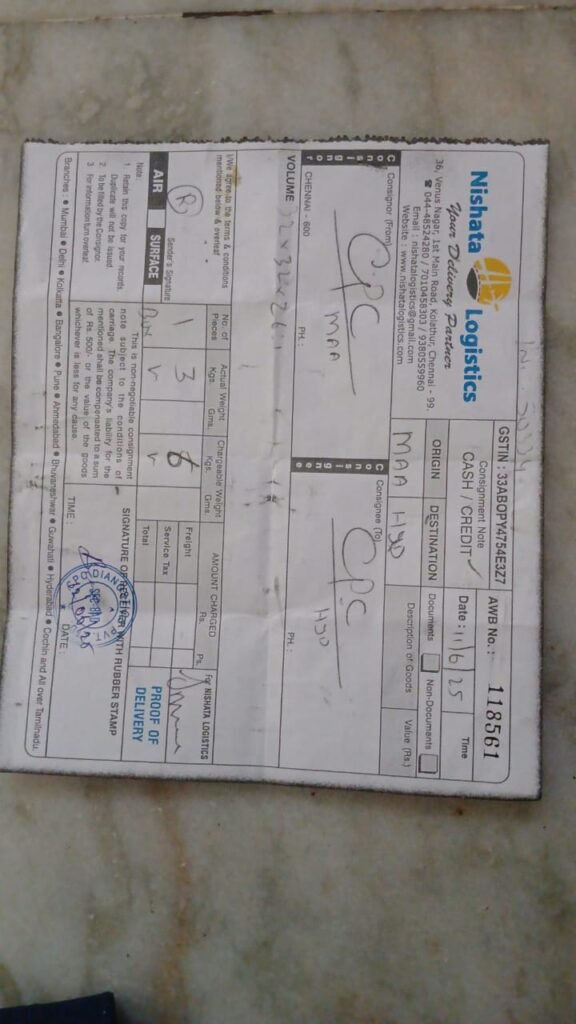 Nishata Logistics
Your Delivery Partner
36, Venus Nagar, 1st Main Road, Kolathur, Chennai - 99.
☎ 044-48524280 / 7010458303 / 9380559960
Email : nishatalogistics@gmail.com
Website : www.nishatalogistics.com
GSTIN : 33ABOPY4754E3Z7
Consignment Note
CASH / CREDIT ✓
AWB No. : 118561
Date : 11/6/25
Time
ORIGIN
DESTINATION
Documents
Non-Documents
MAA
HYD
Description of Goods
Value (Rs.)
Consignor (From)
CPC
MAA
CHENNAI - 600
PH. :
Consignee (To)
CPC
HYD
PH. :
VOLUME
I/We agree to the terms & conditions
mentioned below & overleaf
Sender's Signature
No. of
Pieces
Actual Weight
Kgs. Gms.
Chargeable Weight
Kgs. Gms.
AMOUNT CHARGED
Rs. Ps.
1
3
Freight
Service Tax
Total
For NISHATA LOGISTICS
AIR
SURFACE
Box
PROOF OF
DELIVERY
Note:
1. Retain this copy for your records.
Duplicate will not be issued.
2. To be filled by the Consignor.
3. For information turn overleaf.
This is non-negotiable consignment
note subject to the conditions of
carriage. The company's liability for the
mentioned shall be compensated to a sum
of Rs. 500/- or the value of the goods
whichever is less for any cause.
SIGNATURE OF RECEIVER WITH RUBBER STAMP
TIME :
DATE :
Branches : ● Mumbai ● Delhi ● Kolkatta ● Bangalore ● Pune ● Ahmedabad ● Bhuvaneshwar ● Guwahati ● Hyderabad ● Cochin and All over Tamilnadu.